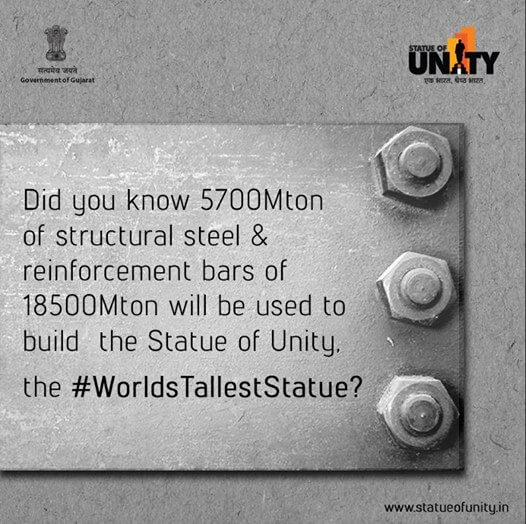 सत्यमेव जयते
Government of Gujarat
STATUE OF
UNITY
एक भारत, श्रेष्ठ भारत
Did you know 5700Mton
of structural steel &
reinforcement bars of
18500Mton will be used to
build the Statue of Unity,
the #WorldsTallestStatue?
www.statueofunity.in